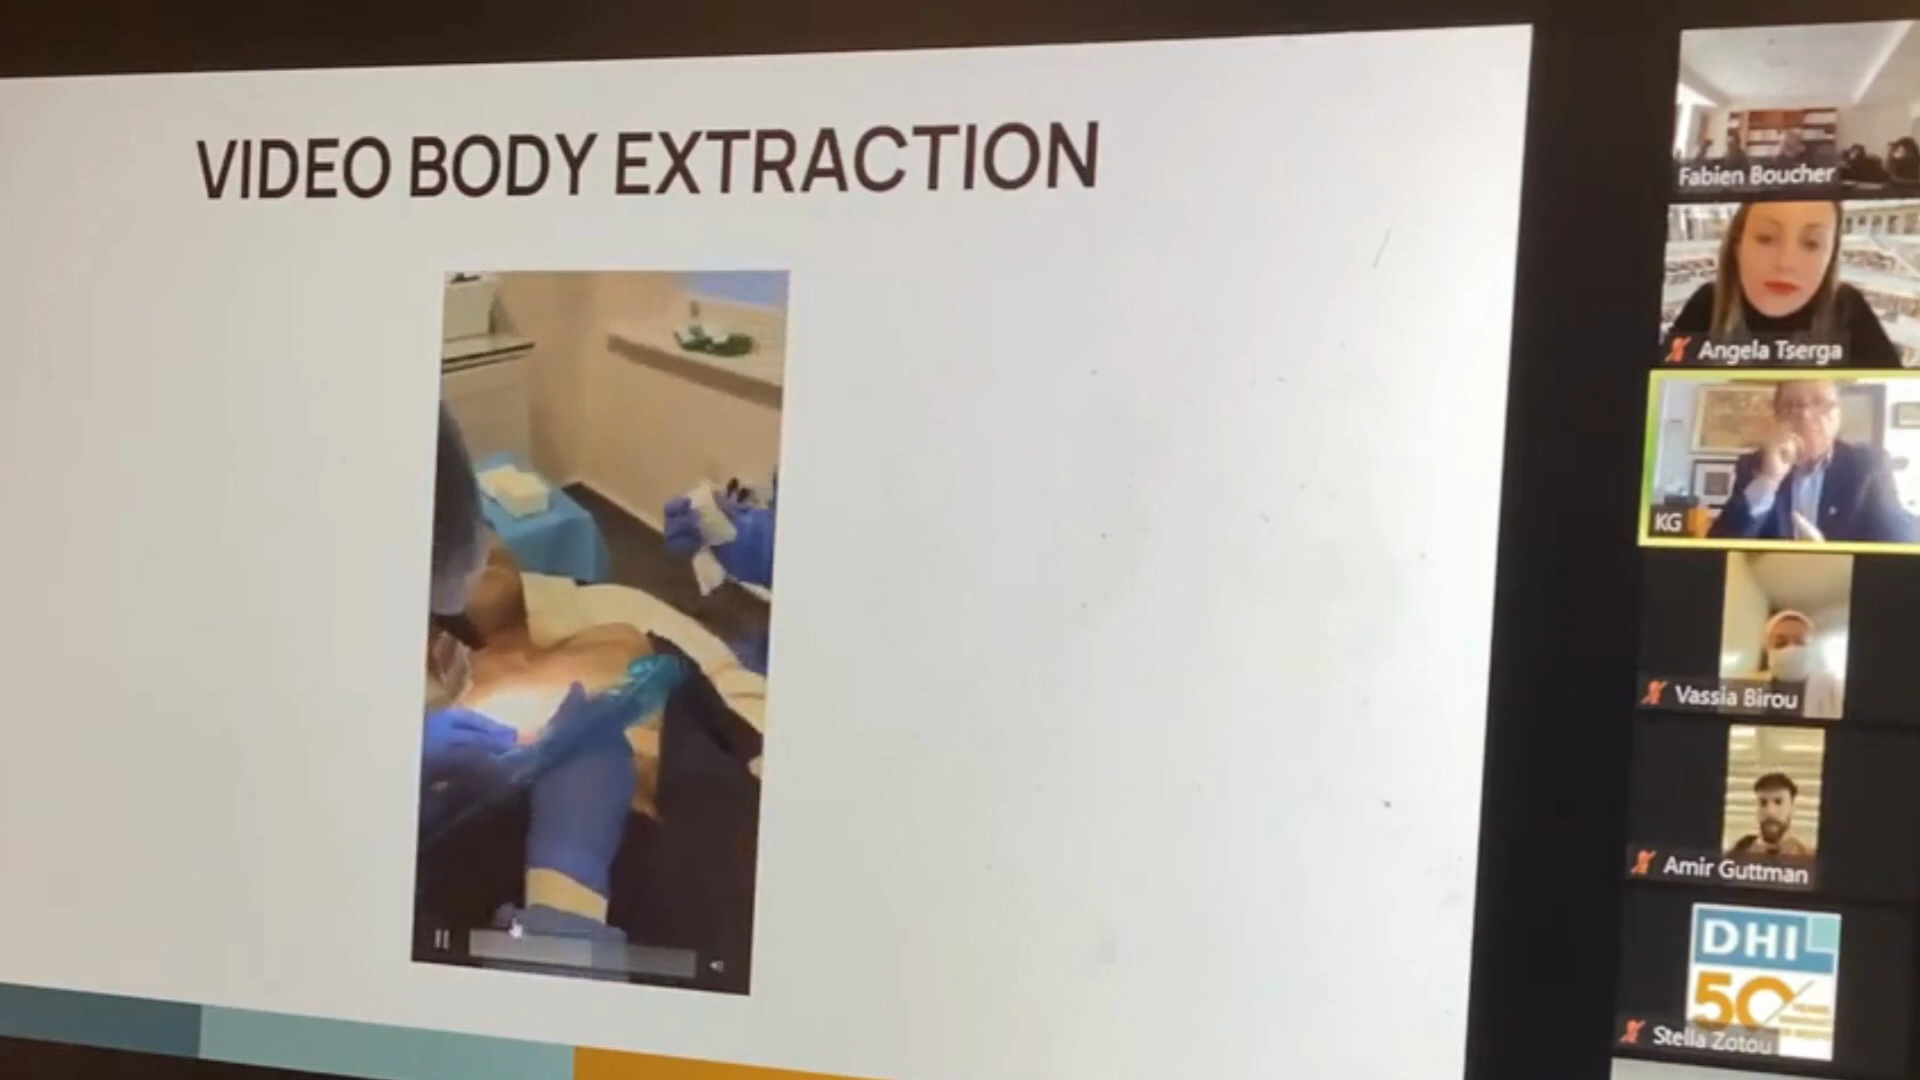 VIDEO BODY EXTRACTION
Fabien Boucher
Angela Tserga
KG
Vassia Birou
Amir Guttman
DHI
50
Stella Zotou